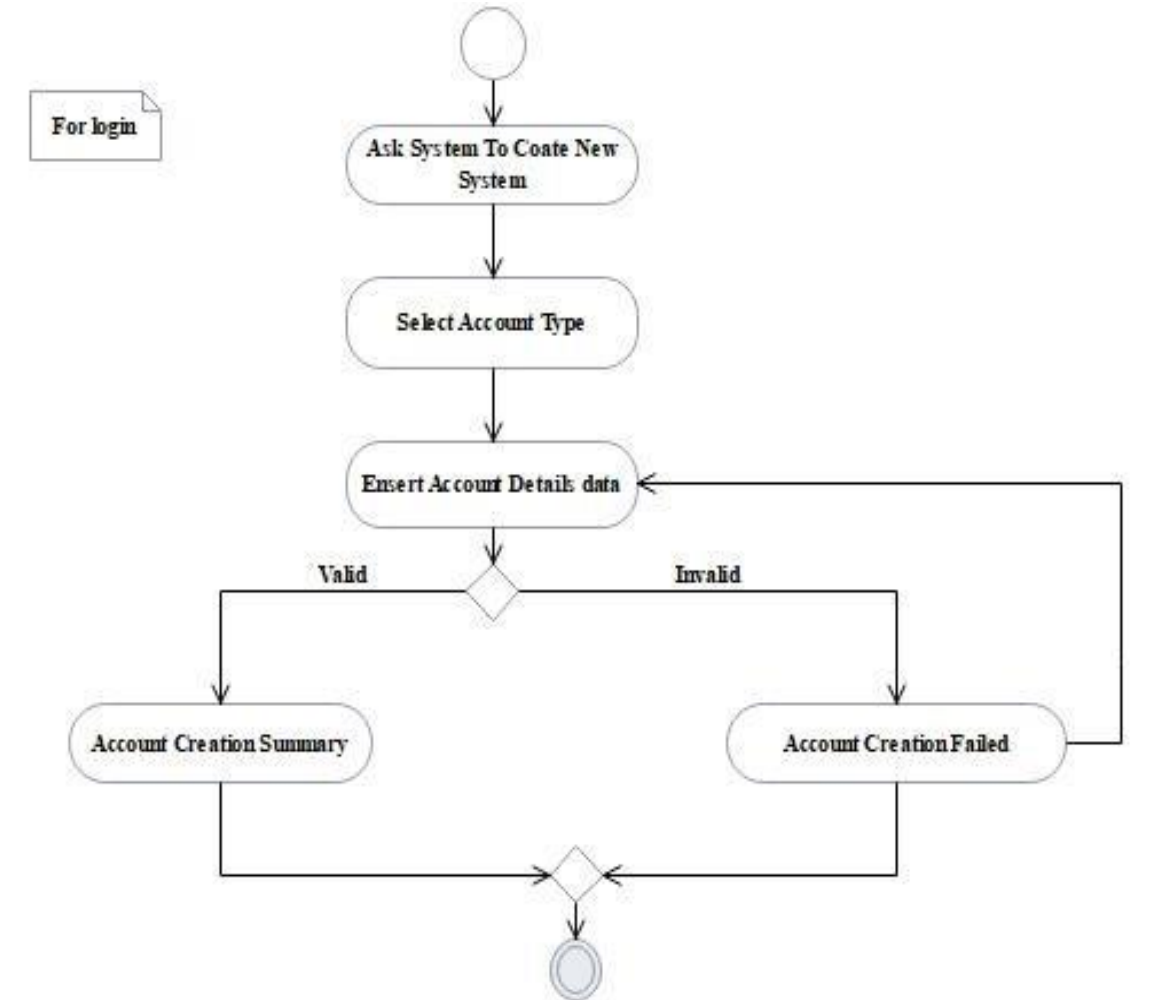 For login
Ask System To Coate New
System
Select Account Type
Ensert Account Details data
Valid
Invalid
Account Creation Summary
Account Creation Failed